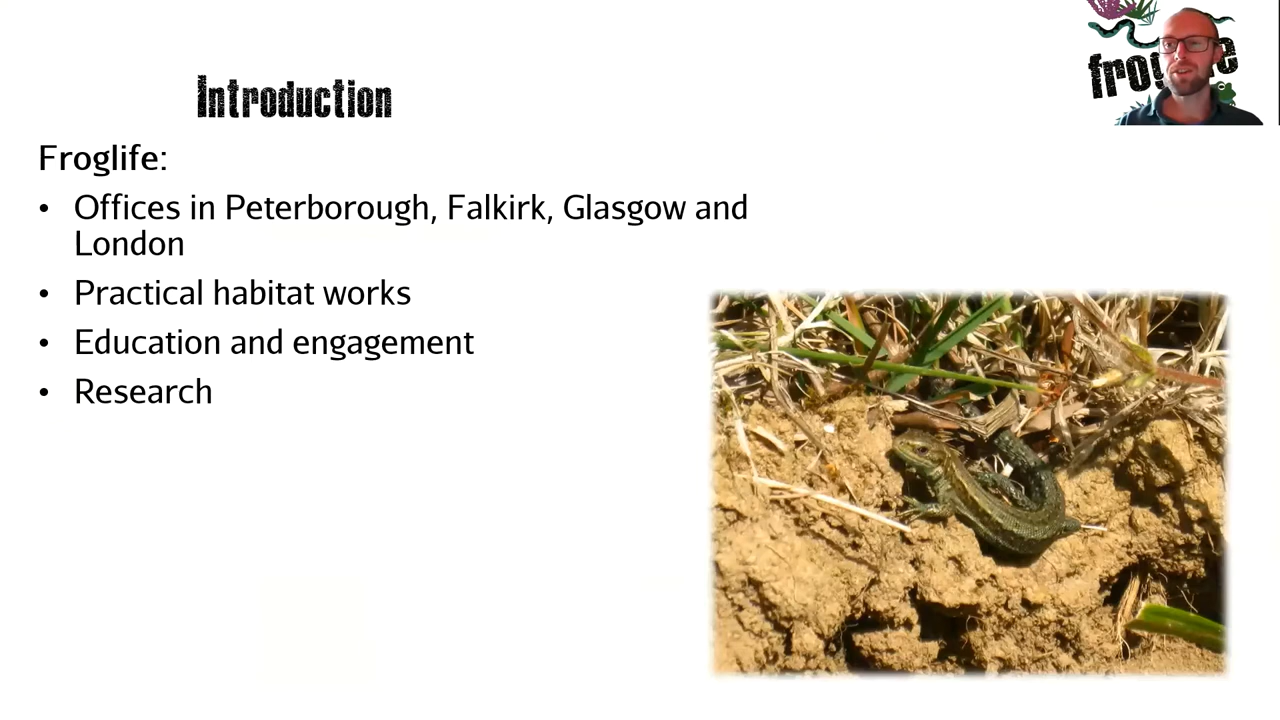 Introduction
Froglife:
• Offices in Peterborough, Falkirk, Glasgow and
London
• Practical habitat works
• Education and engagement
• Research